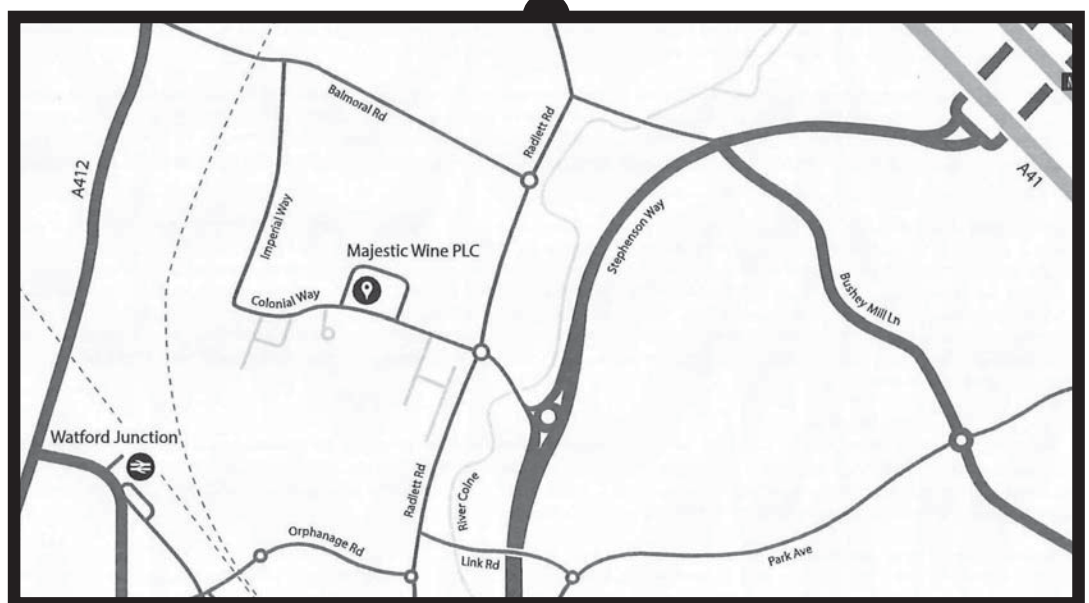 Balmoral Rd
Radlett Rd
A412
A41
Imperial Way
Stephenson Way
Majestic Wine PLC
Colonial Way
Bushey Mill Ln
Watford Junction
Radlett Rd
River Colne
Orphanage Rd
Link Rd
Park Ave